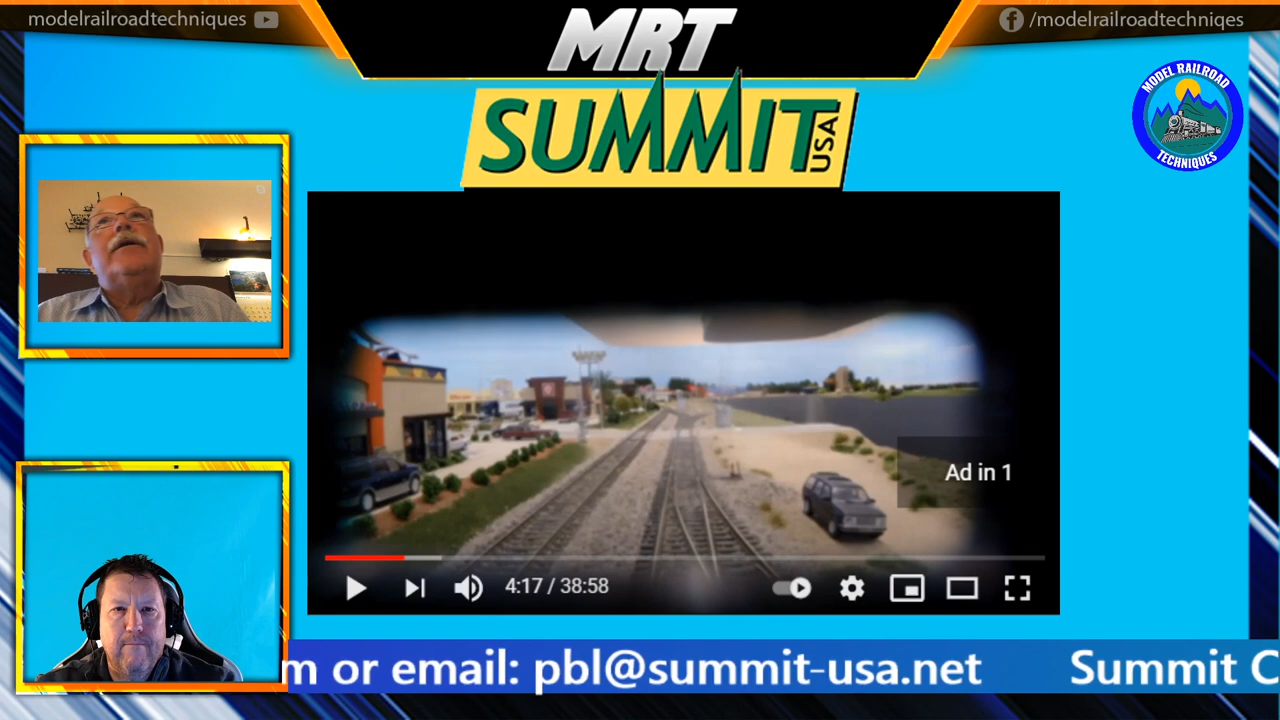 modelrailroadtechniques
MRT
/modelrailroadtechniqes
SUMMIT
USA
MODEL RAILROAD
TECHNIQUES
Ad in 1
4:17 / 38:58
m or email: pbl@summit-usa.net
Summit C